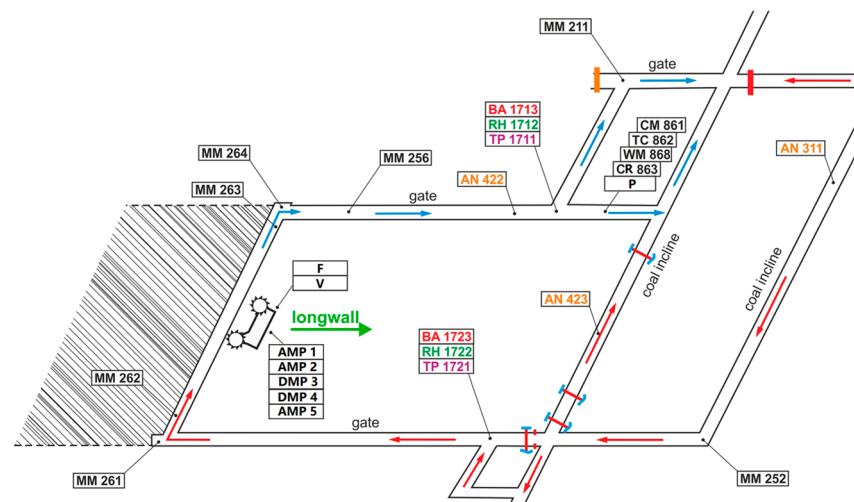 MM 211
gate
BA 1713
RH 1712
TP 1711
CM 861
TC 862
WM 868
CR 863
P
AN 311
MM 264
MM 256
MM 263
AN 422
gate
coal incline
coal incline
F
V
longwall
AN 423
BA 1723
RH 1722
TP 1721
AMP 1
AMP 2
DMP 3
DMP 4
AMP 5
MM 262
gate
MM 261
MM 252